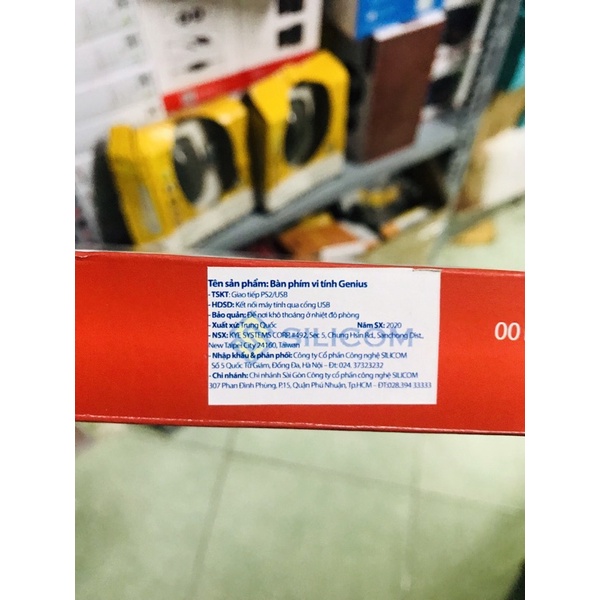 Tên sản phẩm: Bàn phím vi tính Genius
- TSKT: Giao tiếp PS2/USB
- HDSD: Kết nối máy tính qua cổng USB
- Bảo quản: Để nơi khô thoáng ở nhiệt độ phòng
- Xuất xứ: Trung Quốc Năm SX: 2020
- NSX: KYE SYSTEMS CORP.#492, Sec 5, Chung Hsin Rd., Sanchong Dist.,
New Taipei City 24160, Taiwan
- Nhập khẩu & phân phối: Công ty Cổ phần Công nghệ SILICOM
Số 5 Quốc Tử Giám, Đống Đa, Hà Nội - Đt: 024. 37323232
- Chi nhánh: Chi nhánh Sài Gòn Công ty cổ phần công nghệ SILICOM
307 Phan Đình Phùng, P.15, Quận Phú Nhuận, Tp.HCM – ĐT:028.394 33333
SILICOM
00